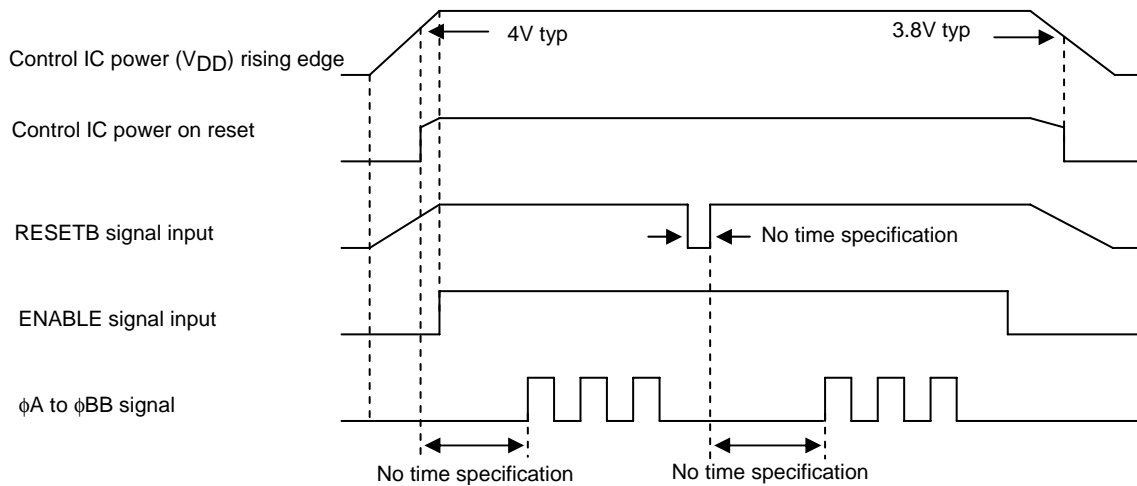 4V typ
3.8V typ
Control IC power (VDD) rising edge
Control IC power on reset
RESETB signal input
No time specification
ENABLE signal input
ϕA to ϕBB signal
No time specification
No time specification